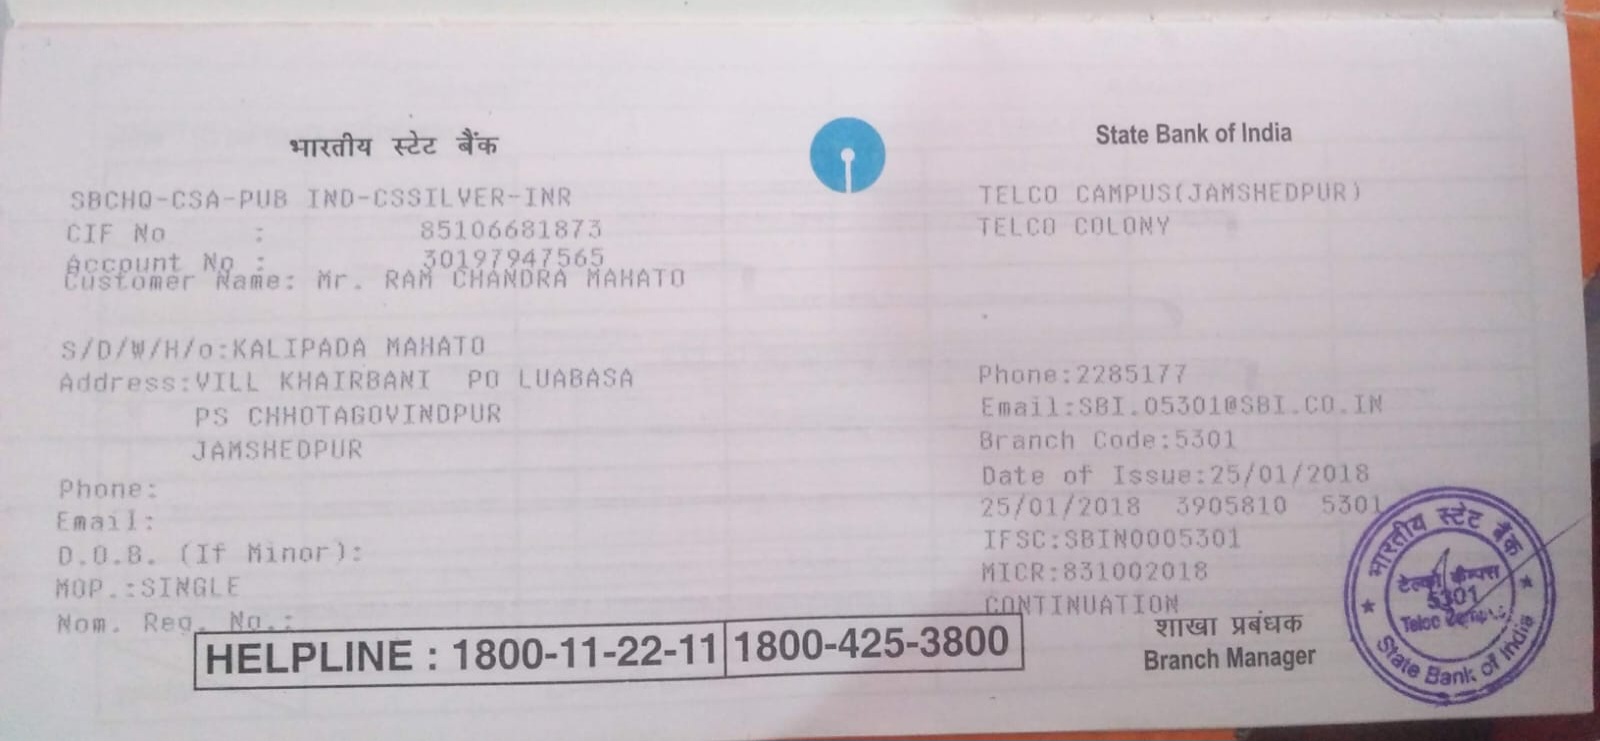 भारतीय स्टेट बैंक
State Bank of India
SBCHQ-CSA-PUB IND-CSSILVER-INR
CIF No : 85106681873
Account No : 30197947565
Customer Name: Mr. RAM CHANDRA MAHATO
S/D/W/H/o:KALIPADA MAHATO
Address:VILL KHAIRBANI PO LUABASA
PS CHHOTAGOVINDPUR
JAMSHEDPUR
Phone:
Email:
D.O.B. (If Minor):
MOP.:SINGLE
Nom. Reg. No.:
TELCO CAMPUS(JAMSHEDPUR)
TELCO COLONY
Phone:2285177
Email:SBI.05301@SBI.CO.IN
Branch Code:5301
Date of Issue:25/01/2018
25/01/2018 3905810 5301
IFSC:SBIN0005301
MICR:831002018
CONTINUATION
शाखा प्रबंधक
Branch Manager
HELPLINE : 1800-11-22-11 1800-425-3800
भारतीय स्टेट बैंक
टेल्को कैम्पस
5301
Telco Campus
State Bank of India